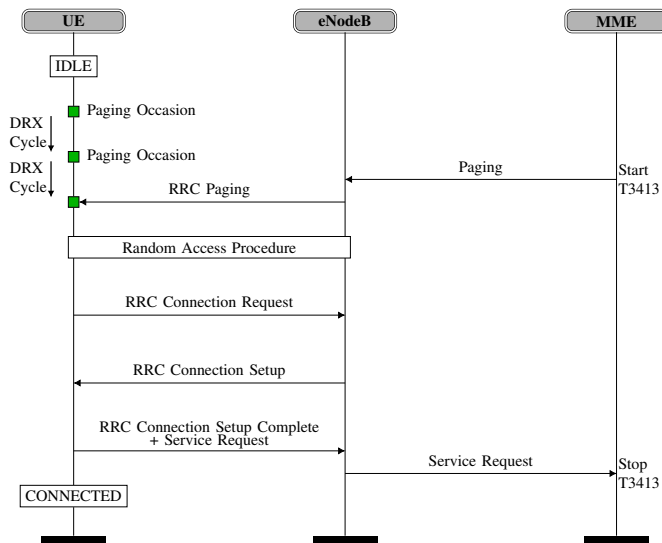 UE
eNodeB
MME
IDLE
Paging Occasion
DRX
Cycle
Paging Occasion
DRX
Cycle
Paging
Start
T3413
RRC Paging
Random Access Procedure
RRC Connection Request
RRC Connection Setup
RRC Connection Setup Complete
+ Service Request
Service Request
Stop
T3413
CONNECTED